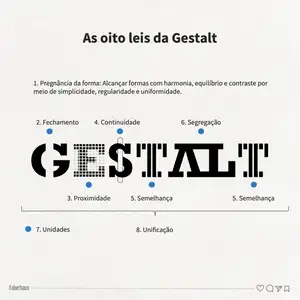 As oito leis da Gestalt
1. Pregnância da forma: Alcançar formas com harmonia, equilíbrio e contraste por
meio de simplicidade, regularidade e uniformidade.
2. Fechamento
4. Continuidade
6. Segregação
GESTALT
3. Proximidade
5. Semelhança
5. Semelhança
7. Unidades
8. Unificação
Faberhaus